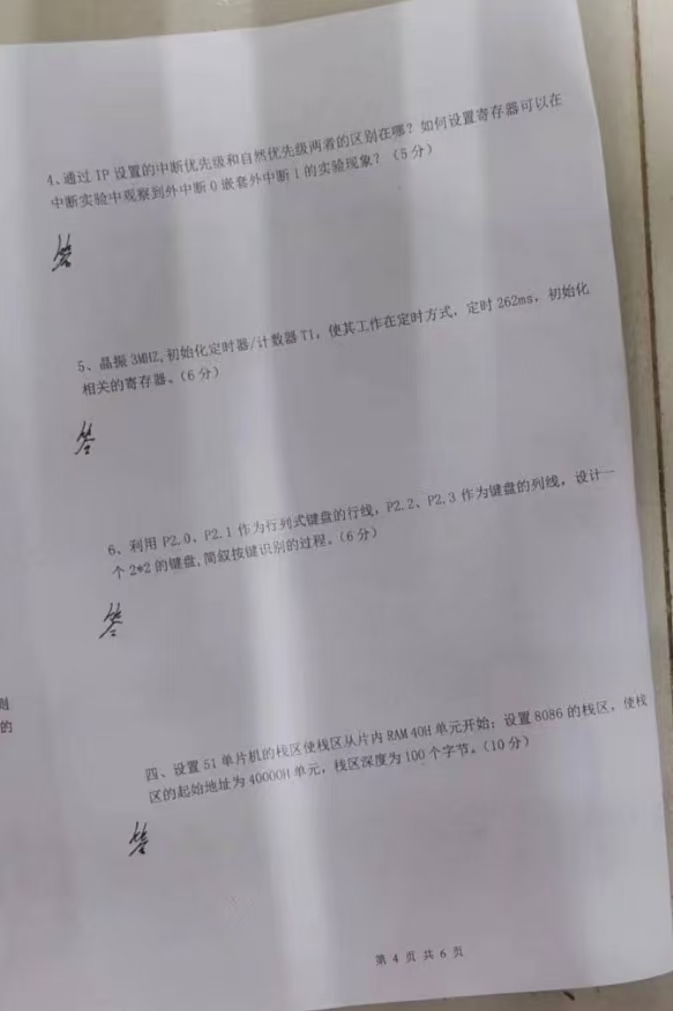 4、通过 IP 设置的中断优先级和自然优先级两者的区别在哪？如何设置寄存器可以在
中断实验中观察到外中断 0 嵌套外中断 1 的实验现象？（5 分）
答
5、晶振 3MHZ,初始化定时器/计数器 T1，使其工作在定时方式，定时 262ms，初始化
相关的寄存器。（6 分）
答
6、利用 P2.0、P2.1 作为行列式键盘的行线，P2.2、P2.3 作为键盘的列线，设计一
个 2*2 的键盘,简叙按键识别的过程。（6 分）
答
的
四、设置 51 单片机的栈区使栈区从片内 RAM 40H 单元开始；设置 8086 的栈区，使栈
区的起始地址为 40000H 单元，栈区深度为 100 个字节。（10 分）
答
第 4 页 共 6 页